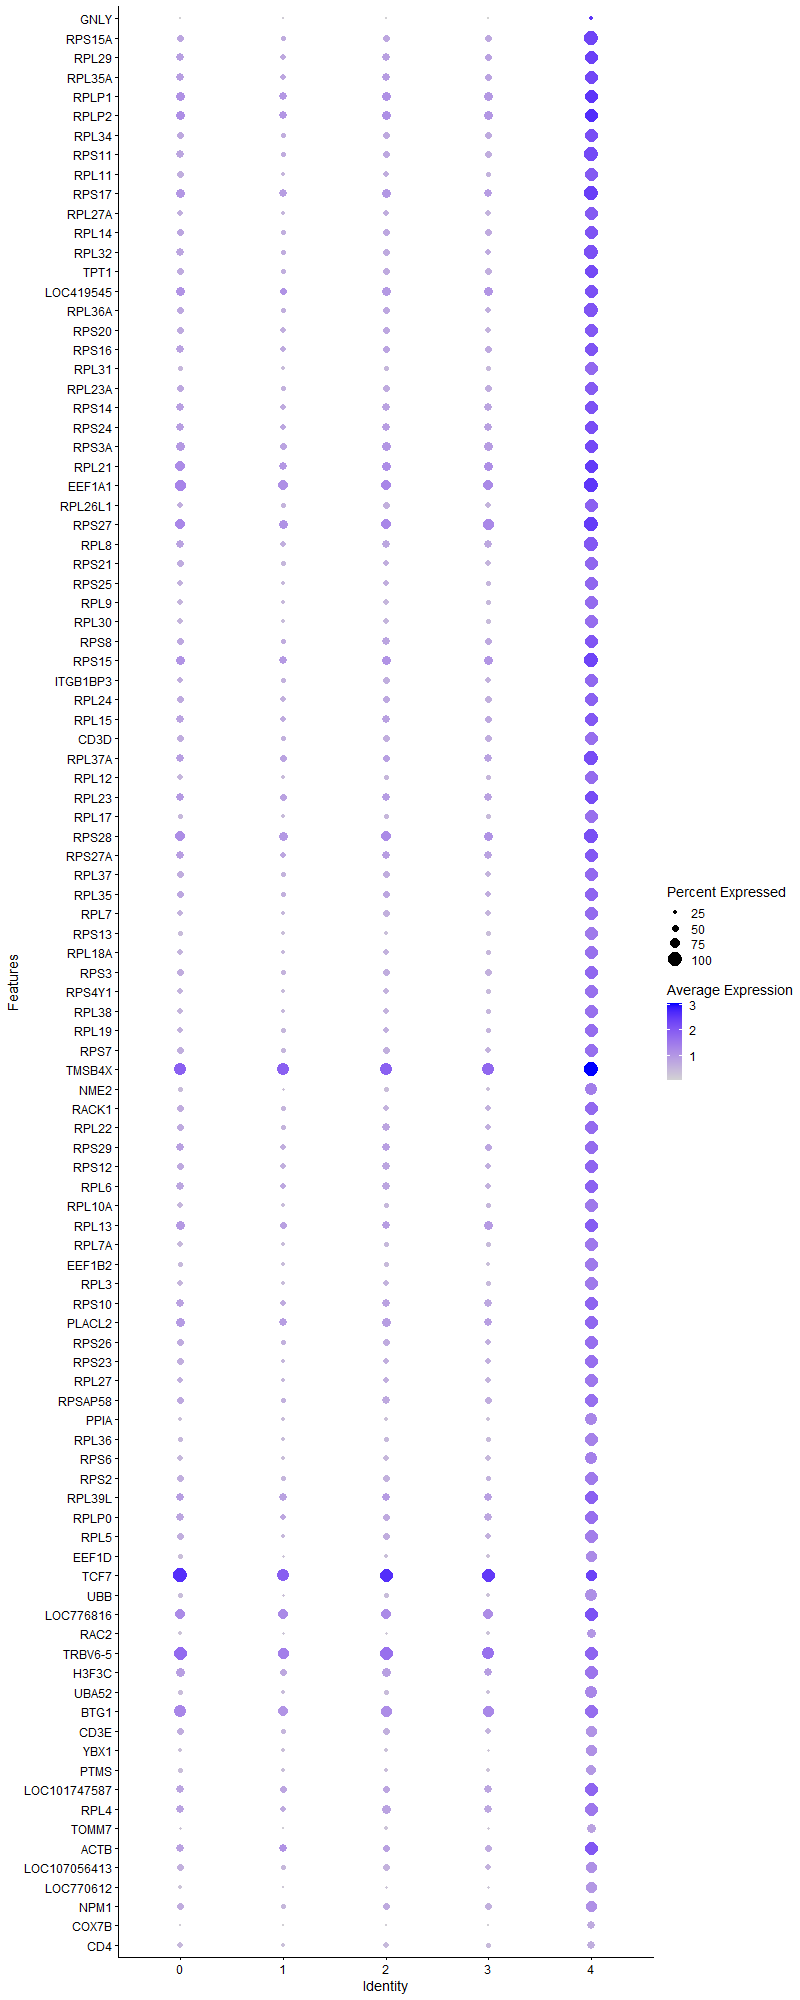 GNLY
RPS15A
RPL29
RPL35A
RPLP1
RPLP2
RPL34
RPS11
RPL11
RPS17
RPL27A
RPL14
RPL32
TPT1
LOC419545
RPL36A
RPS20
RPS16
RPL31
RPL23A
RPS14
RPS24
RPS3A
RPL21
EEF1A1
RPL26L1
RPS27
RPL8
RPS21
RPS25
RPL9
RPL30
RPS8
RPS15
ITGB1BP3
RPL24
RPL15
CD3D
RPL37A
RPL12
RPL23
RPL17
RPS28
RPS27A
RPL37
RPL35
RPL7
RPS13
RPL18A
RPS3
RPS4Y1
RPL38
RPL19
RPS7
TMSB4X
NME2
RACK1
RPL22
RPS29
RPS12
RPL6
RPL10A
RPL13
RPL7A
EEF1B2
RPL3
RPS10
PLACL2
RPS26
RPS23
RPL27
RPSAP58
PPIA
RPL36
RPS6
RPS2
RPL39L
RPLP0
RPL5
EEF1D
TCF7
UBB
LOC776816
RAC2
TRBV6-5
H3F3C
UBA52
BTG1
CD3E
YBX1
PTMS
LOC101747587
RPL4
TOMM7
ACTB
LOC107056413
LOC770612
NPM1
COX7B
CD4
Features
0 1 2 3 4
Identity
Percent Expressed
25
50
75
100
Average Expression
3
2
1